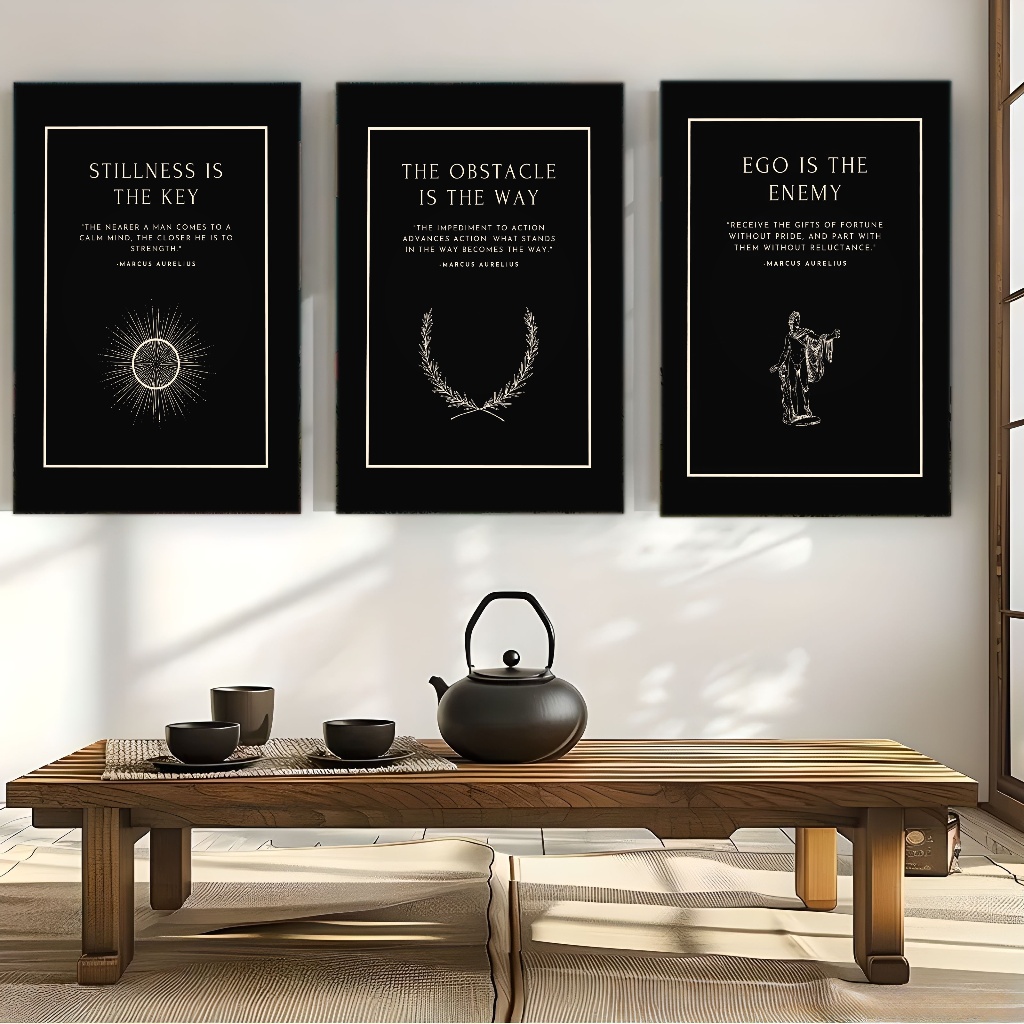 STILLNESS IS
THE KEY
"THE NEARER A MAN COMES TO A
CALM MIND, THE CLOSER HE IS TO
STRENGTH."
-MARCUS AURELIUS
THE OBSTACLE
IS THE WAY
"THE IMPEDIMENT TO ACTION
ADVANCES ACTION. WHAT STANDS
IN THE WAY BECOMES THE WAY."
-MARCUS AURELIUS
EGO IS THE
ENEMY
"RECEIVE THE GIFTS OF FORTUNE
WITHOUT PRIDE, AND PART WITH
THEM WITHOUT RELUCTANCE."
-MARCUS AURELIUS